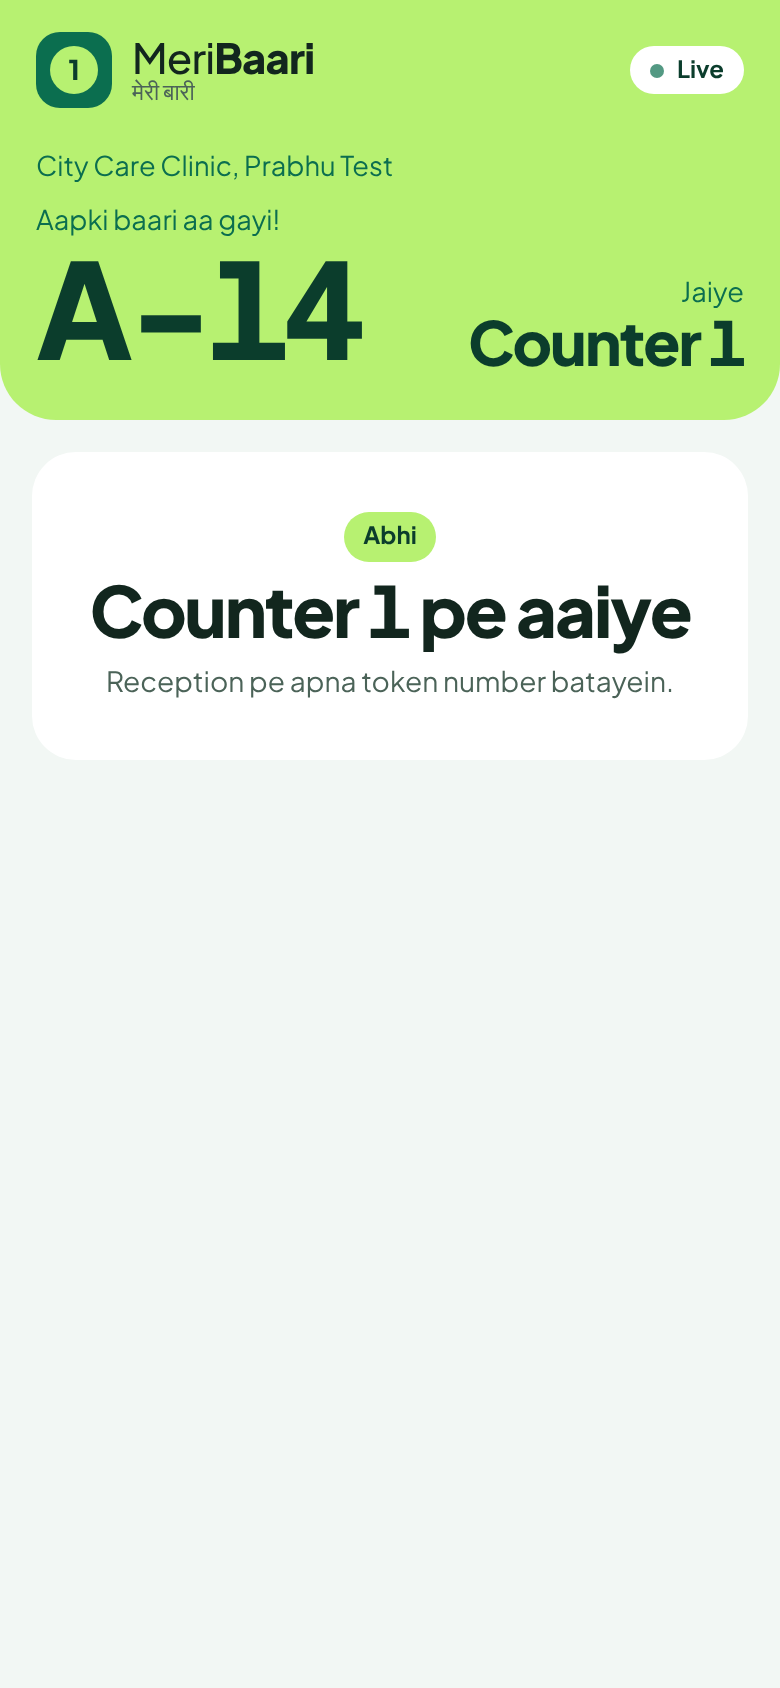 1
MeriBaari
मेरी बारी
Live
City Care Clinic, Prabhu Test
Aapki baari aa gayi!
A-14
Jaiye
Counter 1
Abhi
Counter 1 pe aaiye
Reception pe apna token number batayein.